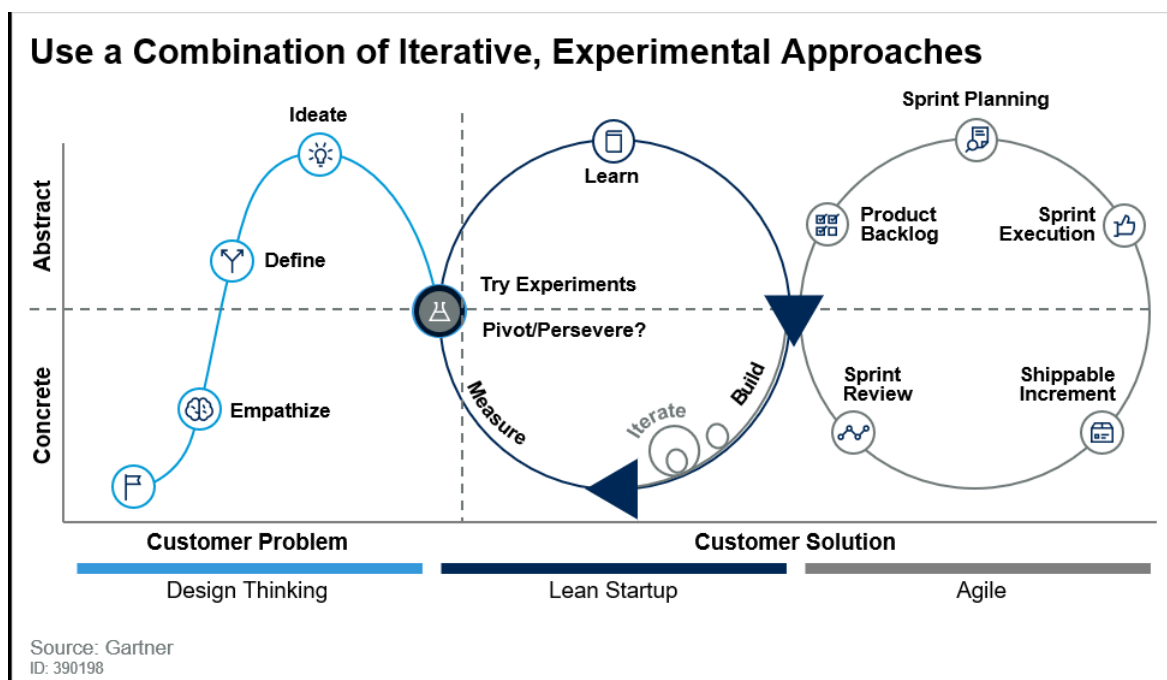 Use a Combination of Iterative, Experimental Approaches
Abstract
Concrete
Ideate
Define
Empathize
Learn
Try Experiments
Pivot/Persevere?
Measure
Iterate
Build
Sprint Planning
Product
Backlog
Sprint
Execution
Sprint
Review
Shippable
Increment
Customer Problem
Customer Solution
Design Thinking
Lean Startup
Agile
Source: Gartner
ID: 390198